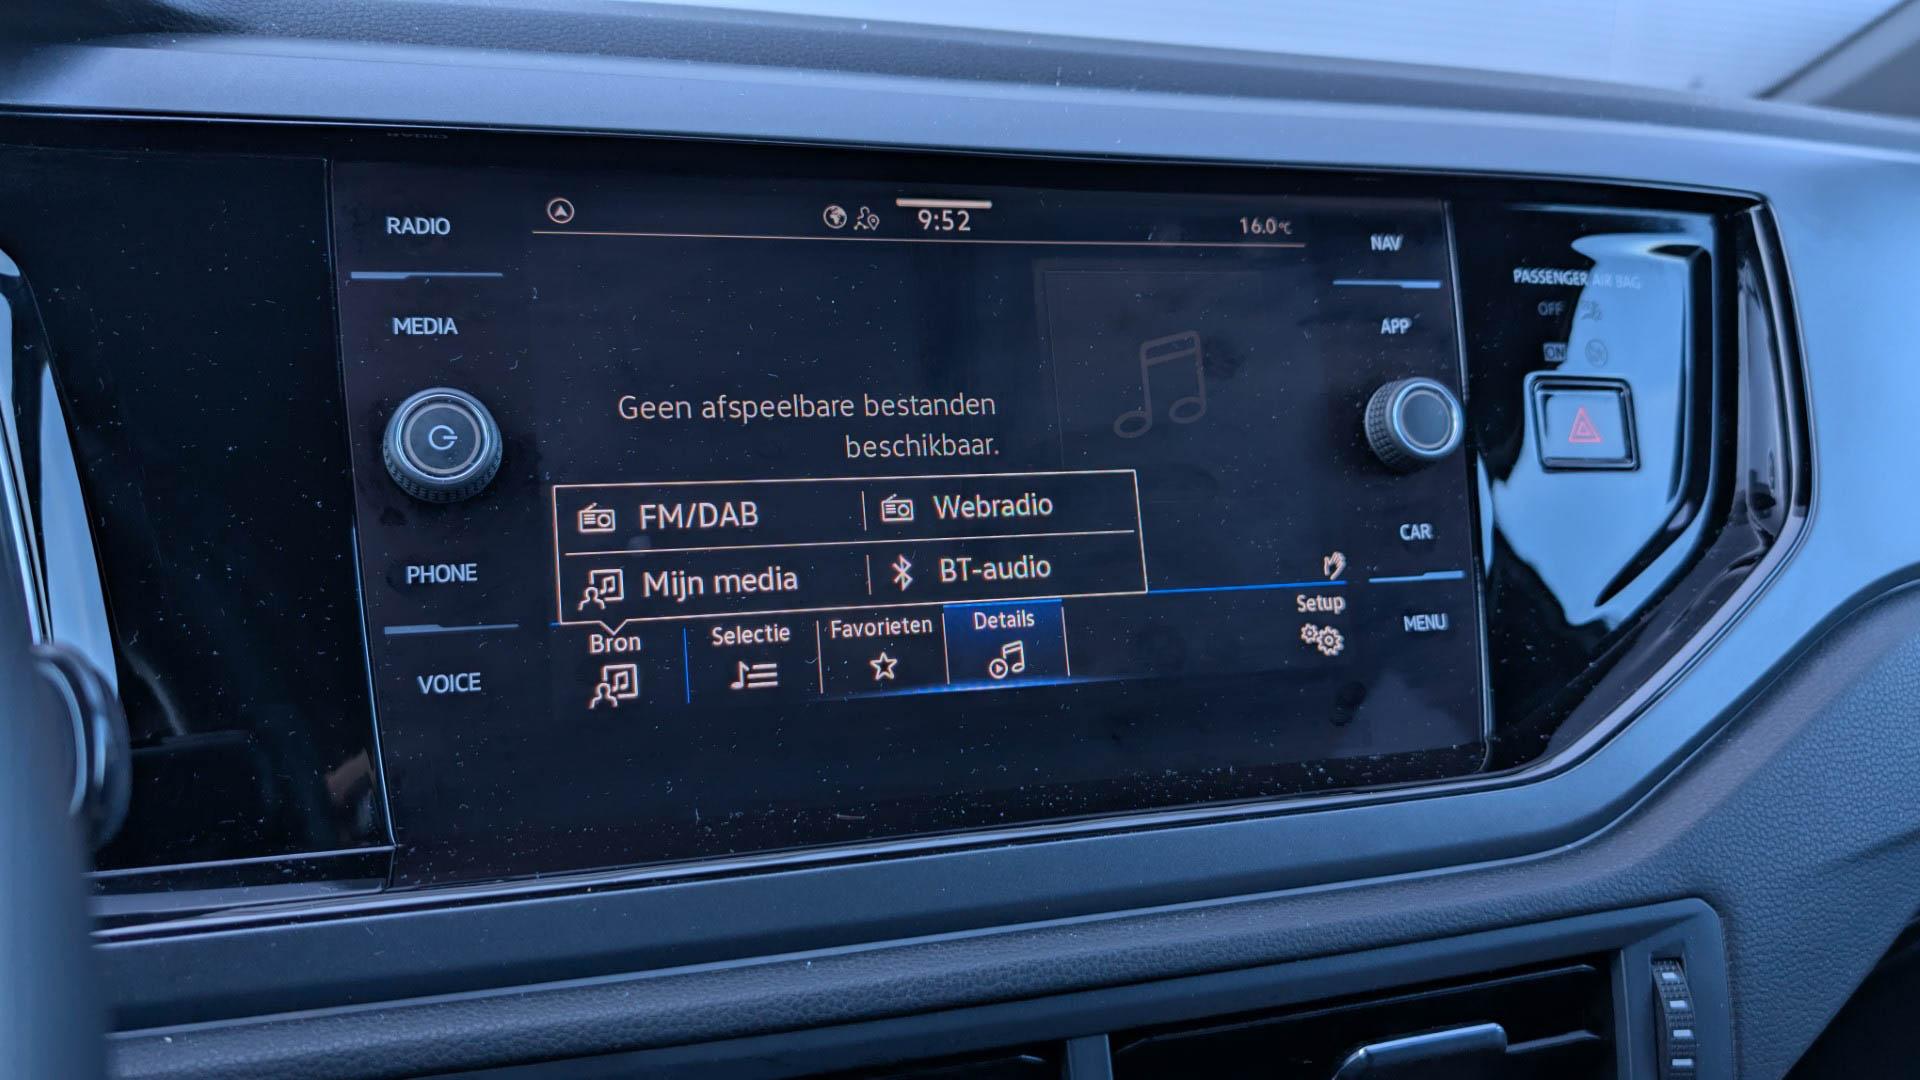 RADIO
MEDIA
PHONE
VOICE
9:52
16.0°C
Geen afspeelbare bestanden
beschikbaar.
FM/DAB
Webradio
Mijn media
BT-audio
Bron
Selectie
Favorieten
Details
Setup
NAV
APP
CAR
MENU
PASSENGER AIR BAG
OFF
ON